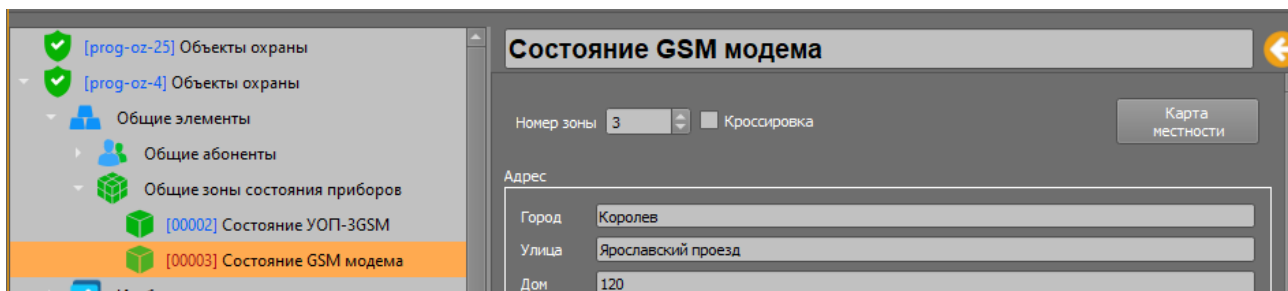 [prog-oz-25] Объекты охраны
[prog-oz-4] Объекты охраны
Общие элементы
Общие абоненты
Общие зоны состояния приборов
[00002] Состояние УОП-3GSM
[00003] Состояние GSM модема
Состояние GSM модема
Номер зоны 3 Кроссировка
Карта
местности
Адрес
Город Королев
Улица Ярославский проезд
Дом 120